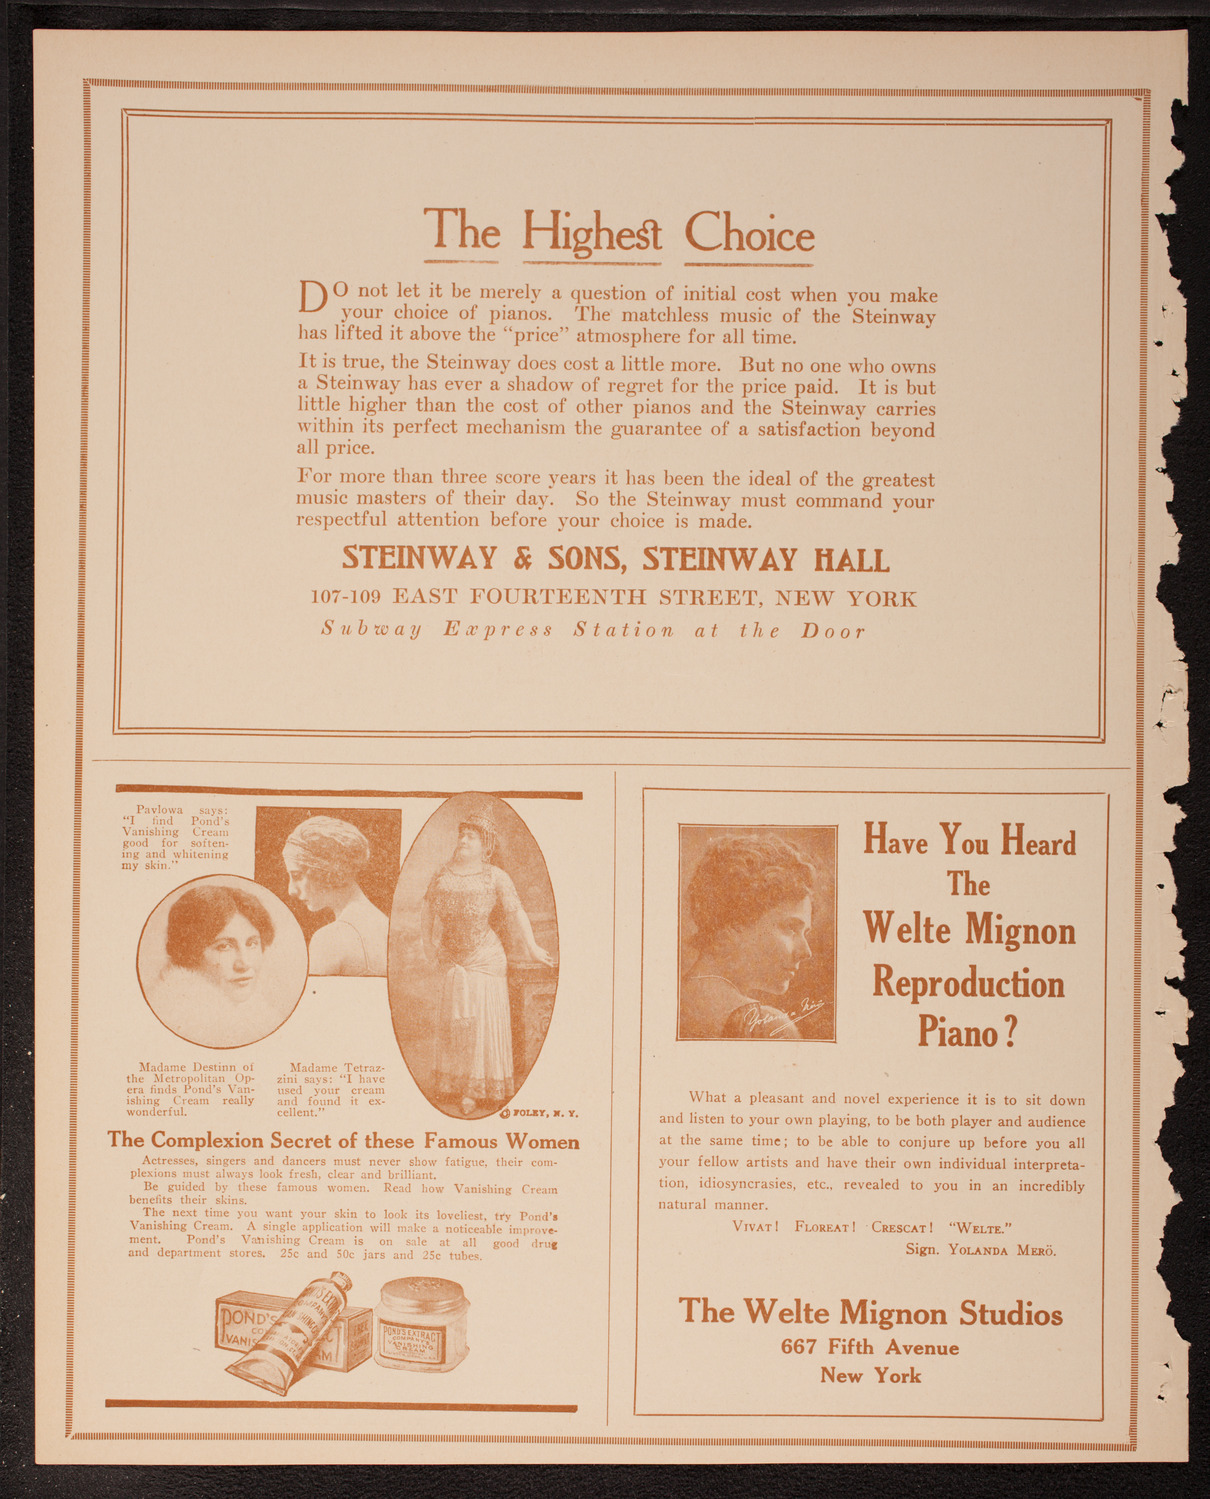 The Highest Choice
DO not let it be merely a question of initial cost when you make
your choice of pianos. The matchless music of the Steinway
has lifted it above the “price” atmosphere for all time.
It is true, the Steinway does cost a little more. But no one who owns
a Steinway has ever a shadow of regret for the price paid. It is but
little higher than the cost of other pianos and the Steinway carries
within its perfect mechanism the guarantee of a satisfaction beyond
all price.
For more than three score years it has been the ideal of the greatest
music masters of their day. So the Steinway must command your
respectful attention before your choice is made.
STEINWAY & SONS, STEINWAY HALL
107-109 EAST FOURTEENTH STREET, NEW YORK
Subway Express Station at the Door
Pavlowa says:
“I find Pond's
Vanishing Cream
good for soften-
ing and whitening
my skin.”
Madame Destinn of
the Metropolitan Op-
era finds Pond's Van-
ishing Cream really
wonderful.
Madame Tetraz-
zini says: “I have
used your cream
and found it ex-
cellent.”
© FOLEY, N. Y.
The Complexion Secret of these Famous Women
Actresses, singers and dancers must never show fatigue, their com-
plexions must always look fresh, clear and brilliant.
Be guided by these famous women. Read how Vanishing Cream
benefits their skins.
The next time you want your skin to look its loveliest, try Pond's
Vanishing Cream. A single application will make a noticeable improve-
ment. Pond's Vanishing Cream is on sale at all good drug
and department stores. 25c and 50c jars and 25c tubes.
POND'S
VANIS
POND'S EXTRACT
COMPANY'S
VANISHING
CREAM
Yolanda Mérö
Have You Heard
The
Welte Mignon
Reproduction
Piano?
What a pleasant and novel experience it is to sit down
and listen to your own playing, to be both player and audience
at the same time; to be able to conjure up before you all
your fellow artists and have their own individual interpreta-
tion, idiosyncrasies, etc., revealed to you in an incredibly
natural manner.
VIVAT! FLOREAT! CRESCAT! “WELTE.”
Sign. YOLANDA MERÖ.
The Welte Mignon Studios
667 Fifth Avenue
New York